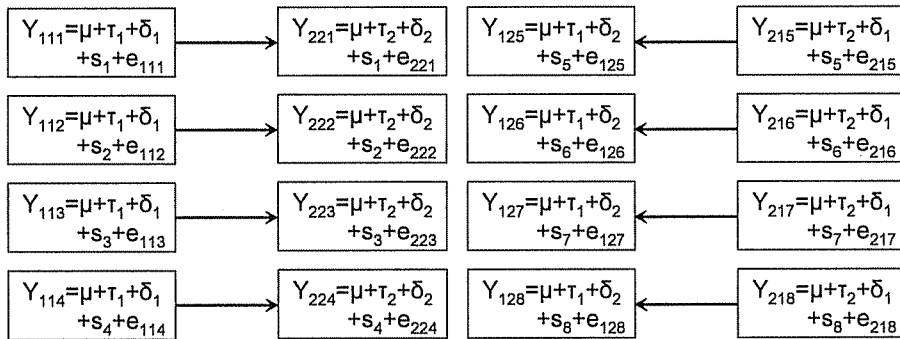 Y₁₁₁=μ+τ₁+δ₁
+s₁+e₁₁₁
Y₂₂₁=μ+τ₂+δ₂
+s₁+e₂₂₁
Y₁₂₅=μ+τ₁+δ₂
+s₅+e₁₂₅
Y₂₁₅=μ+τ₂+δ₁
+s₅+e₂₁₅
Y₁₁₂=μ+τ₁+δ₁
+s₂+e₁₁₂
Y₂₂₂=μ+τ₂+δ₂
+s₂+e₂₂₂
Y₁₂₆=μ+τ₁+δ₂
+s₆+e₁₂₆
Y₂₁₆=μ+τ₂+δ₁
+s₆+e₂₁₆
Y₁₁₃=μ+τ₁+δ₁
+s₃+e₁₁₃
Y₂₂₃=μ+τ₂+δ₂
+s₃+e₂₂₃
Y₁₂₇=μ+τ₁+δ₂
+s₇+e₁₂₇
Y₂₁₇=μ+τ₂+δ₁
+s₇+e₂₁₇
Y₁₁₄=μ+τ₁+δ₁
+s₄+e₁₁₄
Y₂₂₄=μ+τ₂+δ₂
+s₄+e₂₂₄
Y₁₂₈=μ+τ₁+δ₂
+s₈+e₁₂₈
Y₂₁₈=μ+τ₂+δ₁
+s₈+e₂₁₈